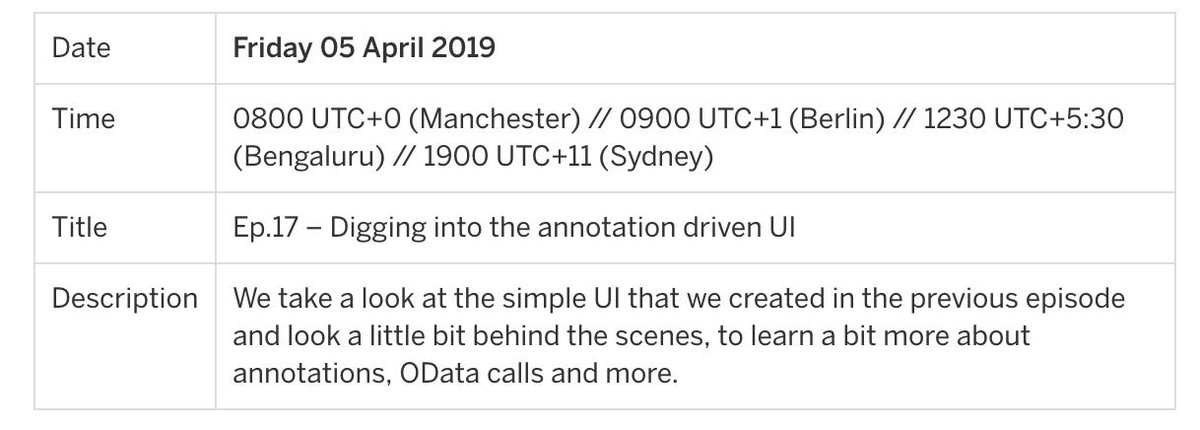 Date
Friday 05 April 2019
Time
0800 UTC+0 (Manchester) // 0900 UTC+1 (Berlin) // 1230 UTC+5:30
(Bengaluru) // 1900 UTC+11 (Sydney)
Title
Ep.17 – Digging into the annotation driven UI
Description
We take a look at the simple UI that we created in the previous episode
and look a little bit behind the scenes, to learn a bit more about
annotations, OData calls and more.